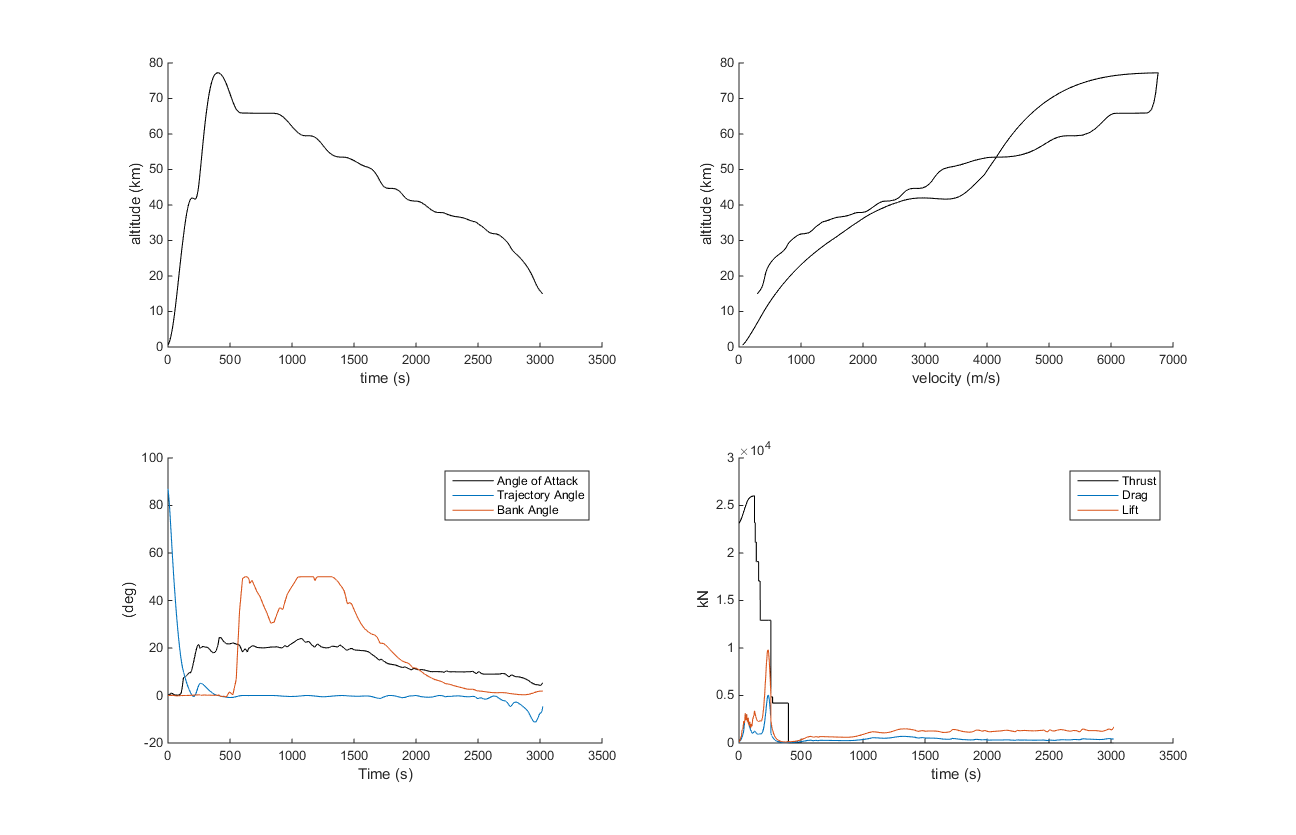 80
70
60
50
40
30
20
10
0
altitude (km)
0 500 1000 1500 2000 2500 3000 3500
time (s)
80
70
60
50
40
30
20
10
0
altitude (km)
0 1000 2000 3000 4000 5000 6000 7000
velocity (m/s)
100
80
60
40
20
0
-20
(deg)
Angle of Attack
Trajectory Angle
Bank Angle
0 500 1000 1500 2000 2500 3000 3500
Time (s)
×10^4
3
2.5
2
1.5
1
0.5
0
kN
Thrust
Drag
Lift
0 500 1000 1500 2000 2500 3000 3500
time (s)